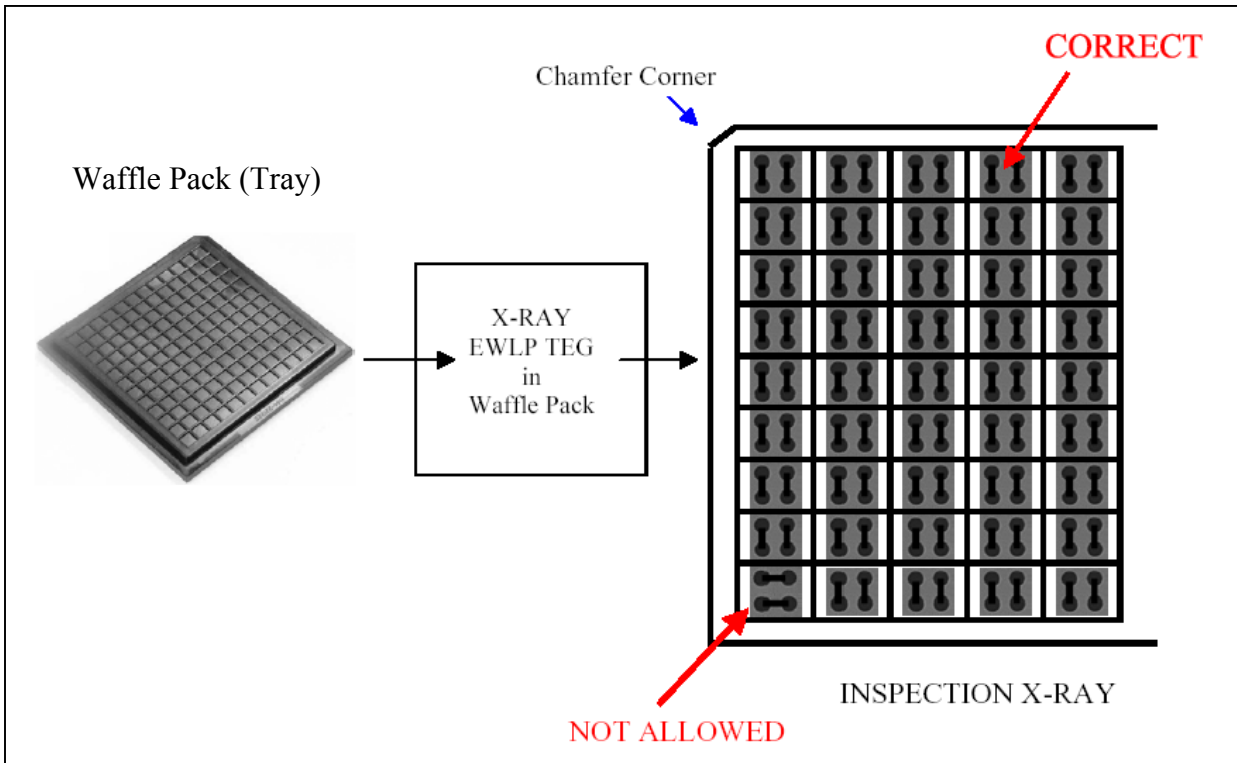 CORRECT
Chamfer Corner
Waffle Pack (Tray)
X-RAY
EWLP TEG
in
Waffle Pack
INSPECTION X-RAY
NOT ALLOWED